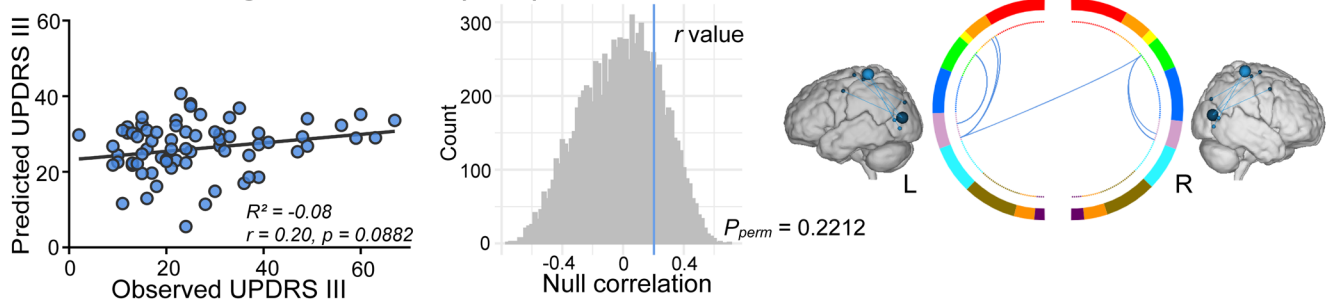 Predicted UPDRS III
60
40
20
0
0
20
40
60
Observed UPDRS III
R² = -0.08
r = 0.20, p = 0.0882
Count
300
200
100
0
-0.4
0
0.4
Null correlation
r value
Pperm = 0.2212
L
R